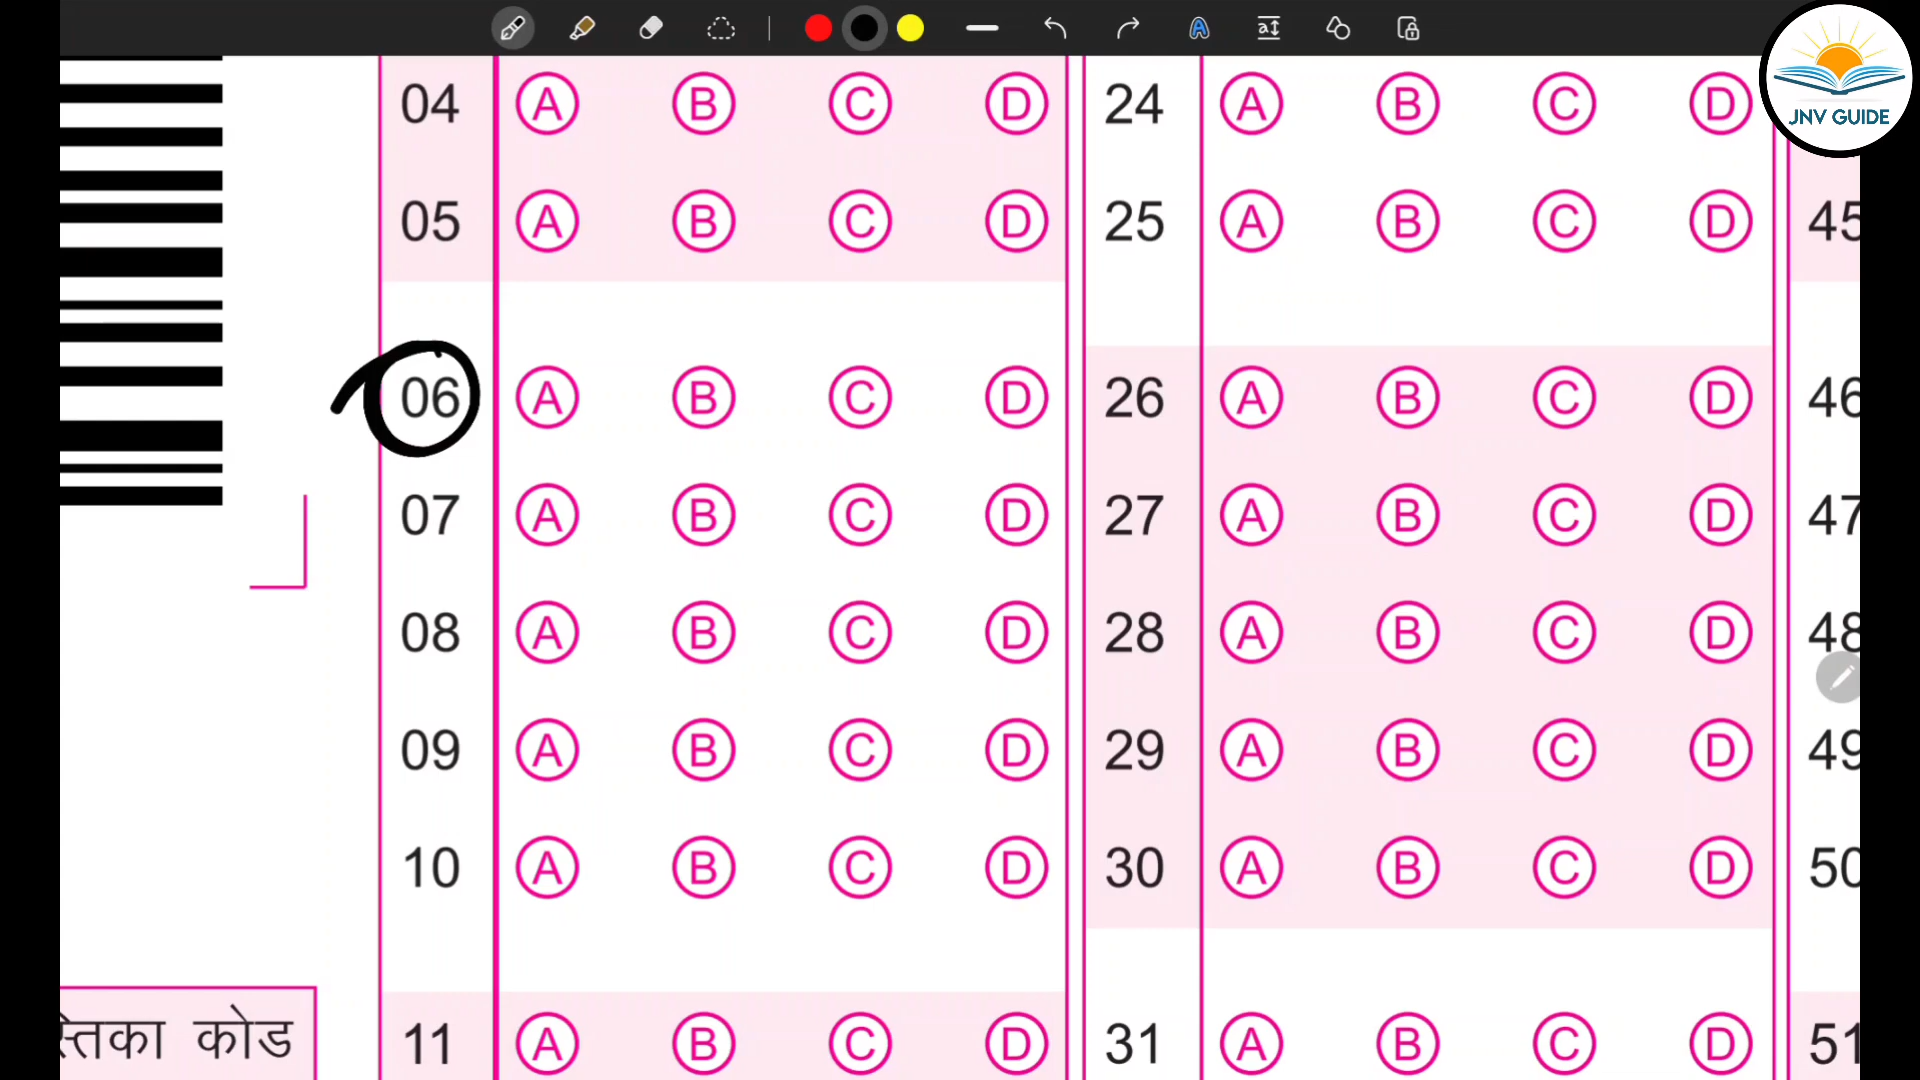 JNV GUIDE
04 A B C D 24 A B C D
05 A B C D 25 A B C D 45
06 A B C D 26 A B C D 46
07 A B C D 27 A B C D 47
08 A B C D 28 A B C D 48
09 A B C D 29 A B C D 49
10 A B C D 30 A B C D 50
कोड 11 A B C D 31 A B C D 51